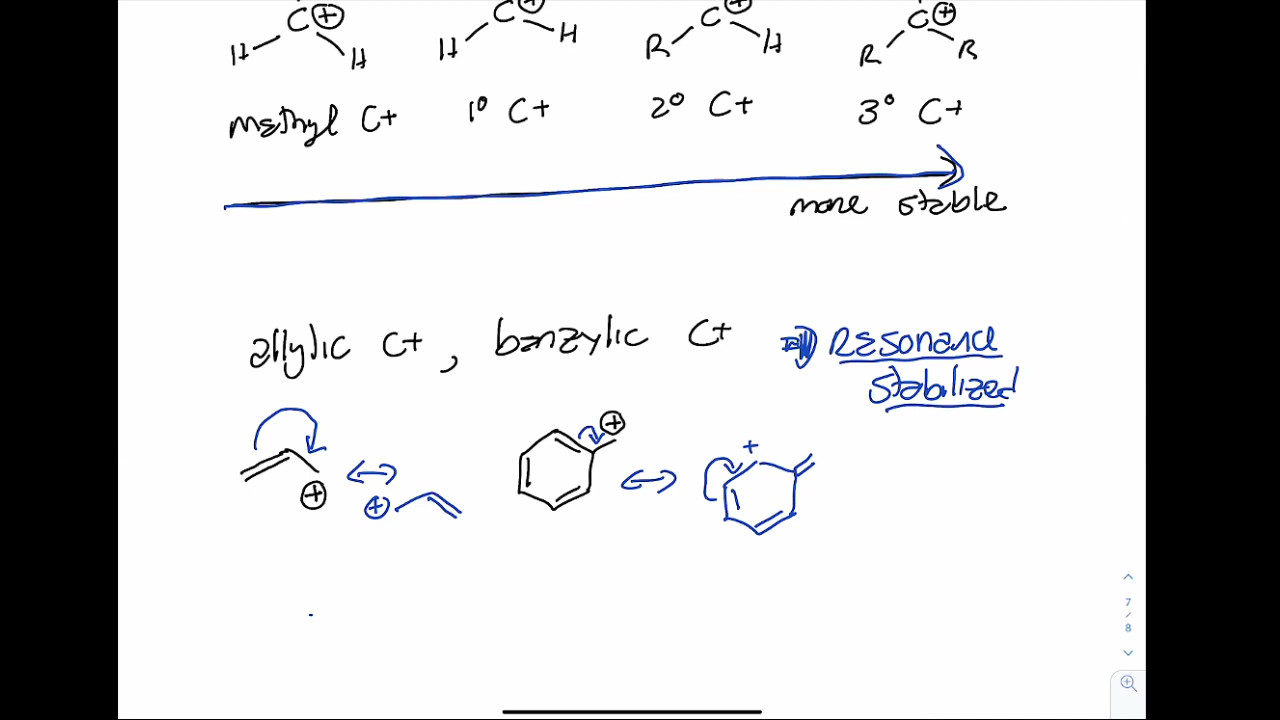 C⊕ C⊕ C⊕ C⊕
H H H H R H R R
methyl C+ 1° C+ 2° C+ 3° C+
more stable
allylic C+, benzylic C+ ⇒ Resonance
stabilized
⊕ +
⊕ ⊕
7
/
8